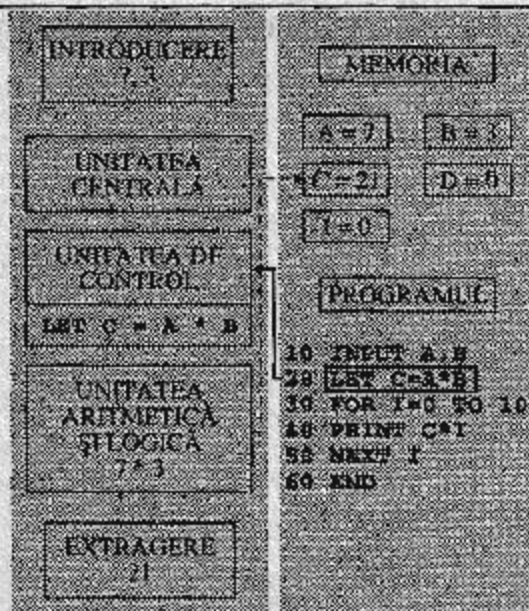 INTRODUCERE
7, 3
UNITATEA
CENTRALĂ
UNITATEA DE
CONTROL
LET C = A * B
UNITATEA
ARITMETICĂ
ȘI LOGICĂ
7 * 3
EXTRAGERE
21
MEMORIA
A = 7
B = 3
C = 21
D = 0
I = 0
PROGRAMUL
10 INPUT A,B
20 LET C=A*B
30 FOR I=0 TO 10
40 PRINT C*I
50 NEXT I
60 END